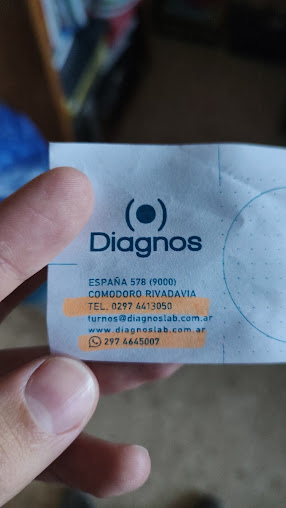 Diagnos
ESPAÑA 578 (9000)
COMODORO RIVADAVIA
TEL. 0297 4413050
turnos@diagnoslab.com.ar
www.diagnoslab.com.ar
297 4645007